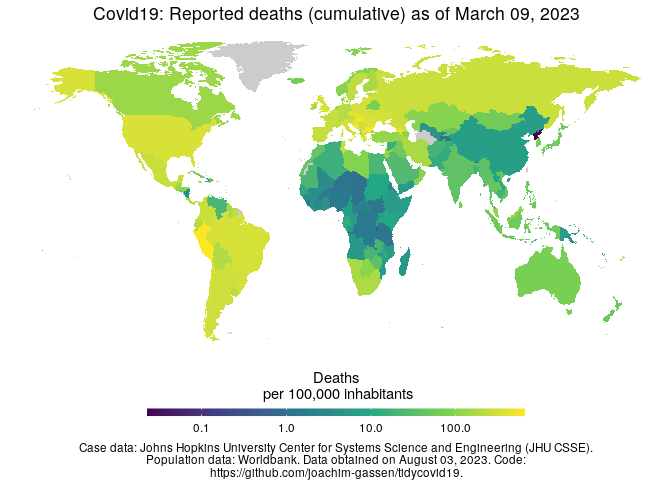 Covid19: Reported deaths (cumulative) as of March 09, 2023
Deaths
per 100,000 inhabitants
0.1 1.0 10.0 100.0
Case data: Johns Hopkins University Center for Systems Science and Engineering (JHU CSSE).
Population data: Worldbank. Data obtained on August 03, 2023. Code:
https://github.com/joachim-gassen/tidycovid19.